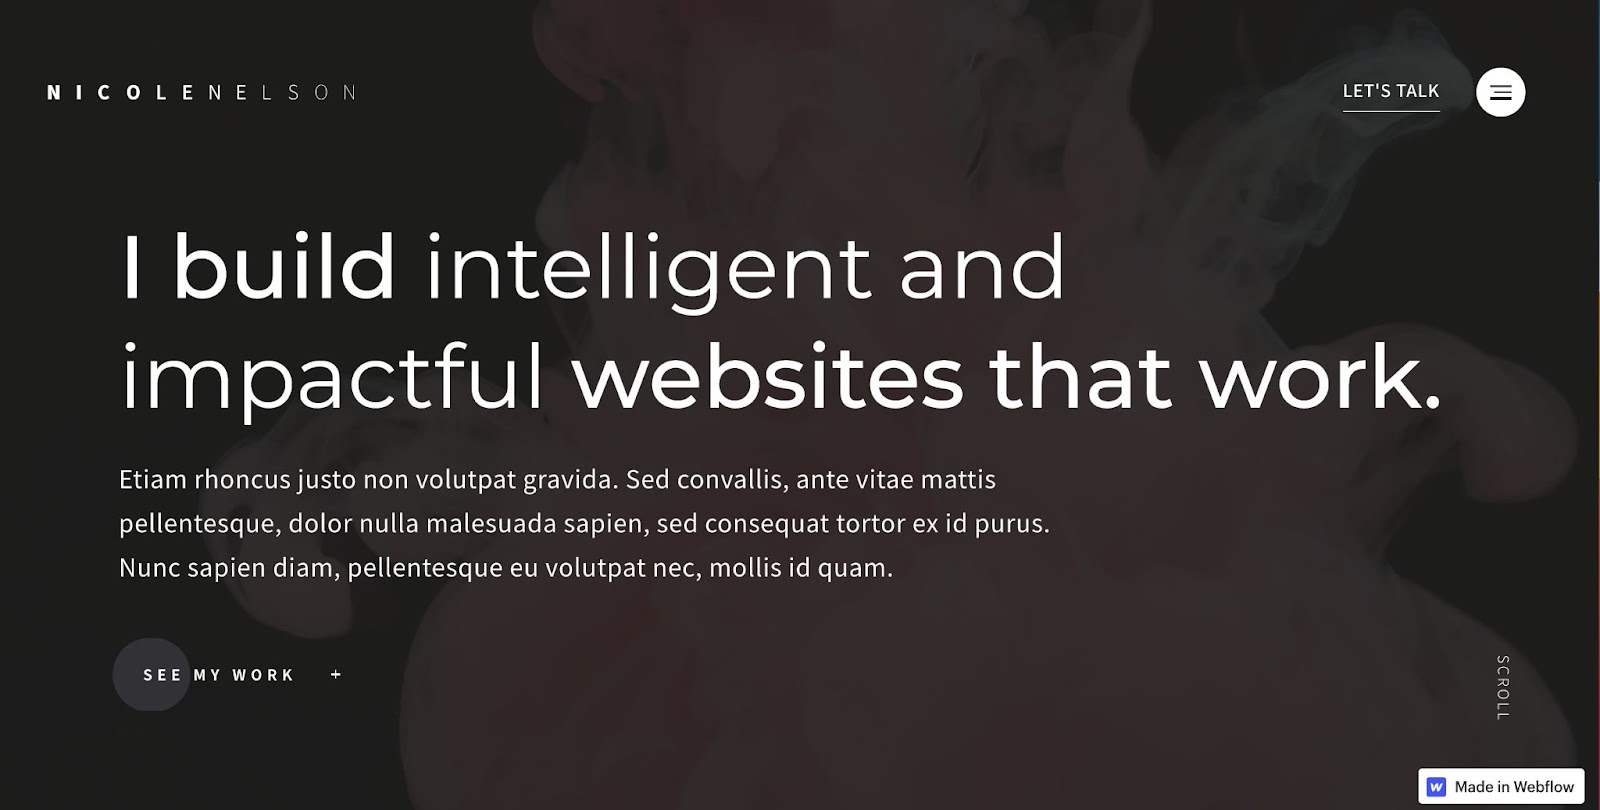 NICOLENELSON
LET'S TALK
I build intelligent and
impactful websites that work.
Etiam rhoncus justo non volutpat gravida. Sed convallis, ante vitae mattis
pellentesque, dolor nulla malesuada sapien, sed consequat tortor ex id purus.
Nunc sapien diam, pellentesque eu volutpat nec, mollis id quam.
SEE MY WORK +
SCROLL
Made in Webflow